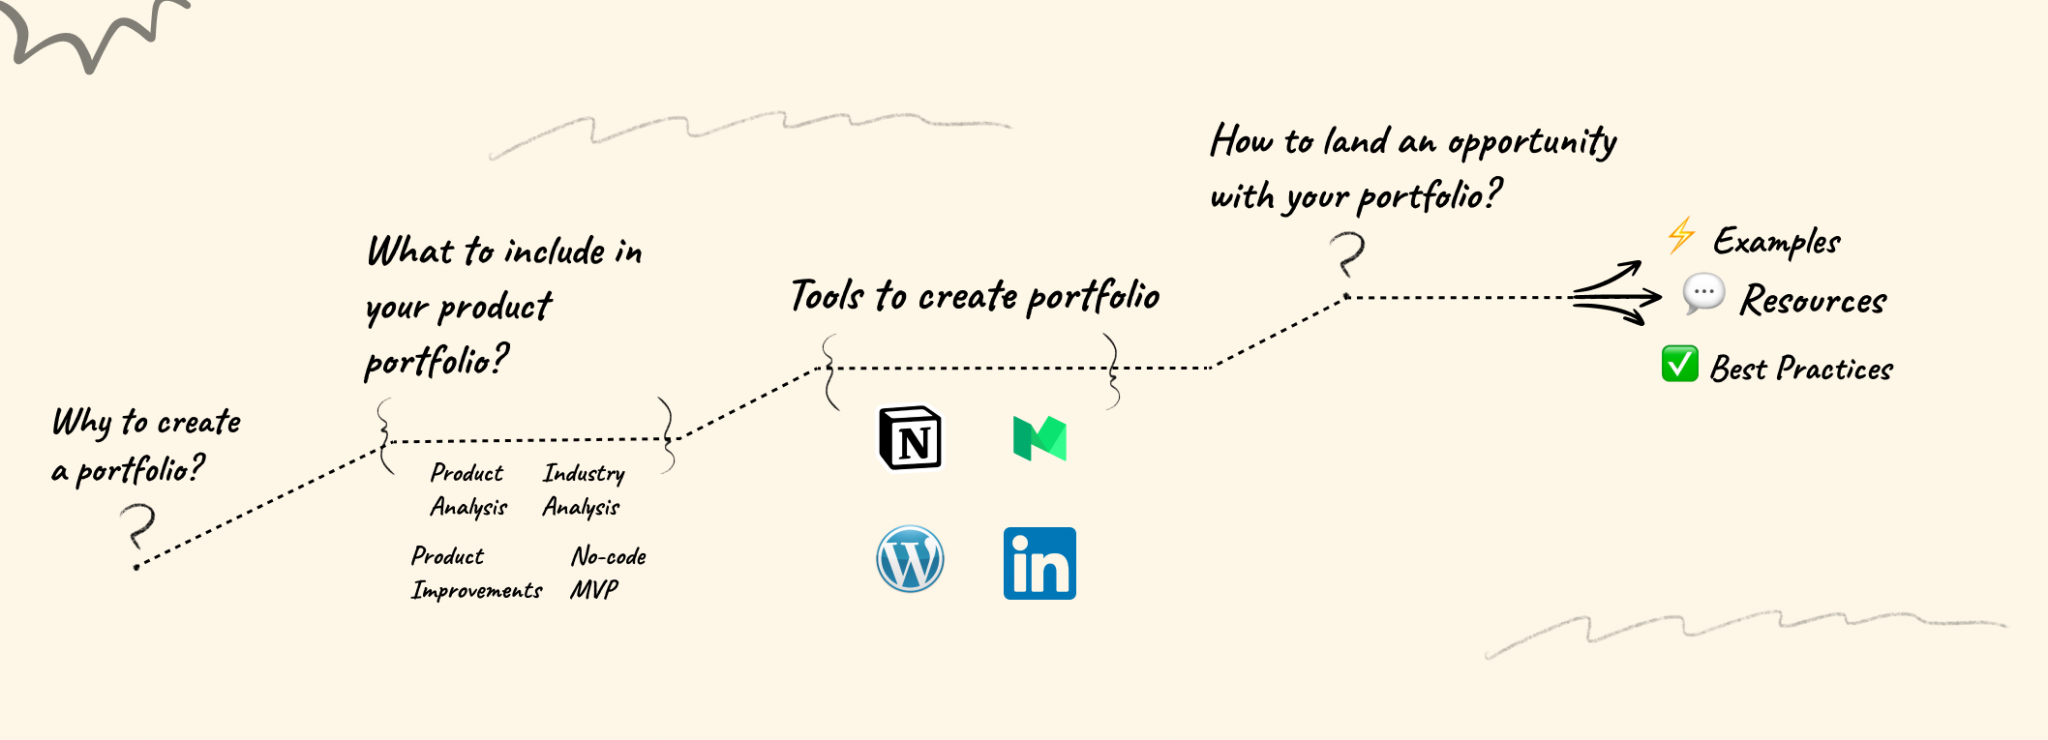 Why to create
a portfolio?
?
What to include in
your product
portfolio?
Product
Analysis
Industry
Analysis
Product
Improvements
No-code
MVP
Tools to create portfolio
N
W
in
How to land an opportunity
with your portfolio?
?
Examples
Resources
Best Practices